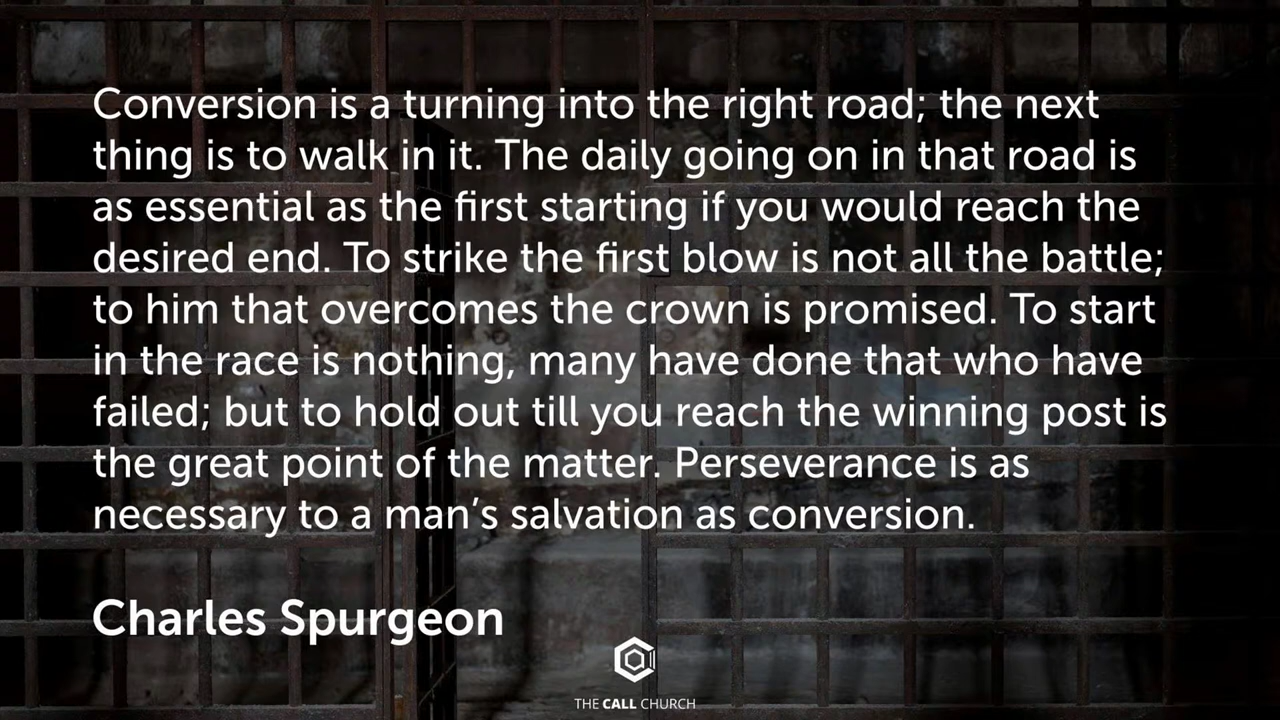 Conversion is a turning into the right road; the next
thing is to walk in it. The daily going on in that road is
as essential as the first starting if you would reach the
desired end. To strike the first blow is not all the battle;
to him that overcomes the crown is promised. To start
in the race is nothing, many have done that who have
failed; but to hold out till you reach the winning post is
the great point of the matter. Perseverance is as
necessary to a man’s salvation as conversion.
Charles Spurgeon
THE CALL CHURCH